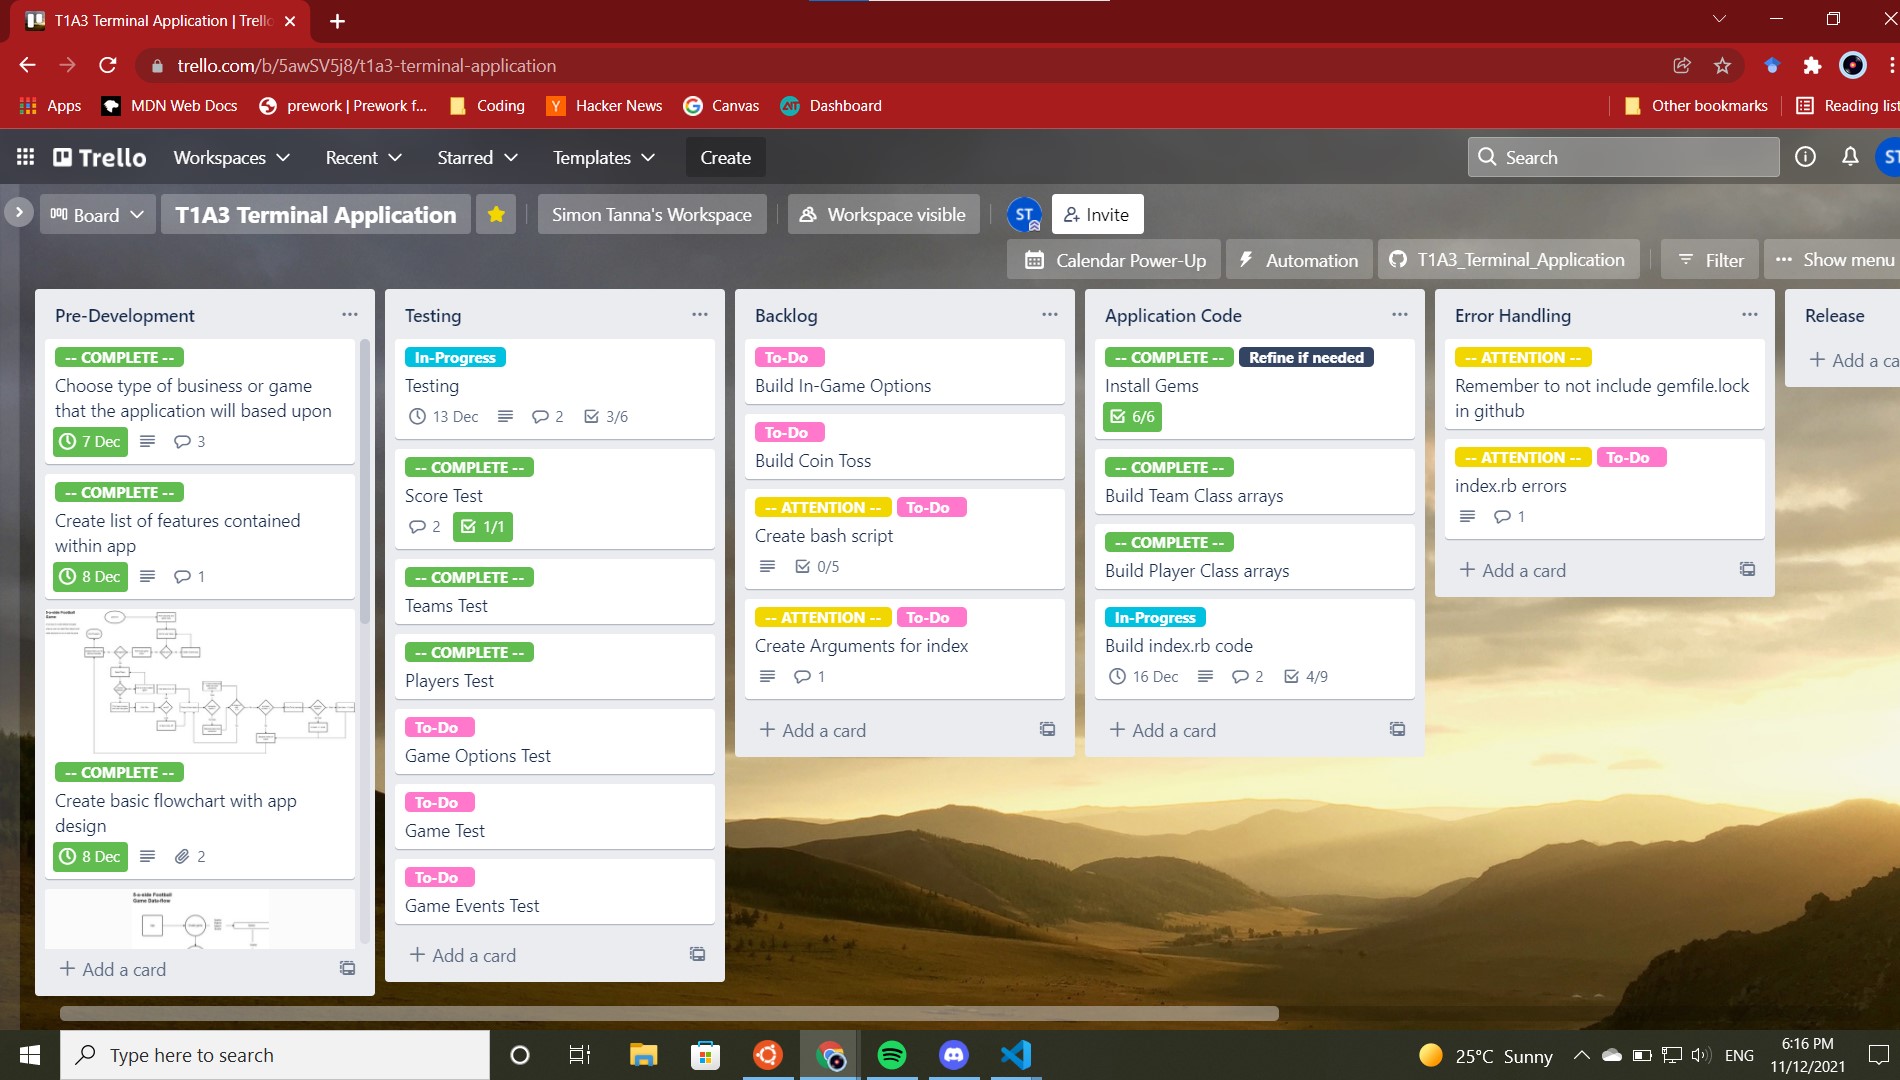 T1A3 Terminal Application | Trello
trello.com/b/5awSV5j8/t1a3-terminal-application
Apps
MDN Web Docs
prework | Prework f...
Coding
Hacker News
Canvas
Dashboard
Other bookmarks
Reading list
Trello
Workspaces
Recent
Starred
Templates
Create
Search
ST
Board
T1A3 Terminal Application
Simon Tanna's Workspace
Workspace visible
ST
Invite
Calendar Power-Up
Automation
T1A3_Terminal_Application
Filter
Show menu
Pre-Development
-- COMPLETE --
Choose type of business or game
that the application will based upon
7 Dec
3
-- COMPLETE --
Create list of features contained
within app
8 Dec
1
5-a-side Football
Game
-- COMPLETE --
Create basic flowchart with app
design
8 Dec
2
5-a-side Football
Game Data-flow
+ Add a card
Testing
In-Progress
Testing
13 Dec
2
3/6
-- COMPLETE --
Score Test
2
1/1
-- COMPLETE --
Teams Test
-- COMPLETE --
Players Test
To-Do
Game Options Test
To-Do
Game Test
To-Do
Game Events Test
+ Add a card
Backlog
To-Do
Build In-Game Options
To-Do
Build Coin Toss
-- ATTENTION -- To-Do
Create bash script
0/5
-- ATTENTION -- To-Do
Create Arguments for index
1
+ Add a card
Application Code
-- COMPLETE -- Refine if needed
Install Gems
6/6
-- COMPLETE --
Build Team Class arrays
-- COMPLETE --
Build Player Class arrays
In-Progress
Build index.rb code
16 Dec
2
4/9
+ Add a card
Error Handling
-- ATTENTION --
Remember to not include gemfile.lock
in github
-- ATTENTION -- To-Do
index.rb errors
1
+ Add a card
Release
+ Add a ca
Type here to search
25°C Sunny
ENG
6:16 PM
11/12/2021